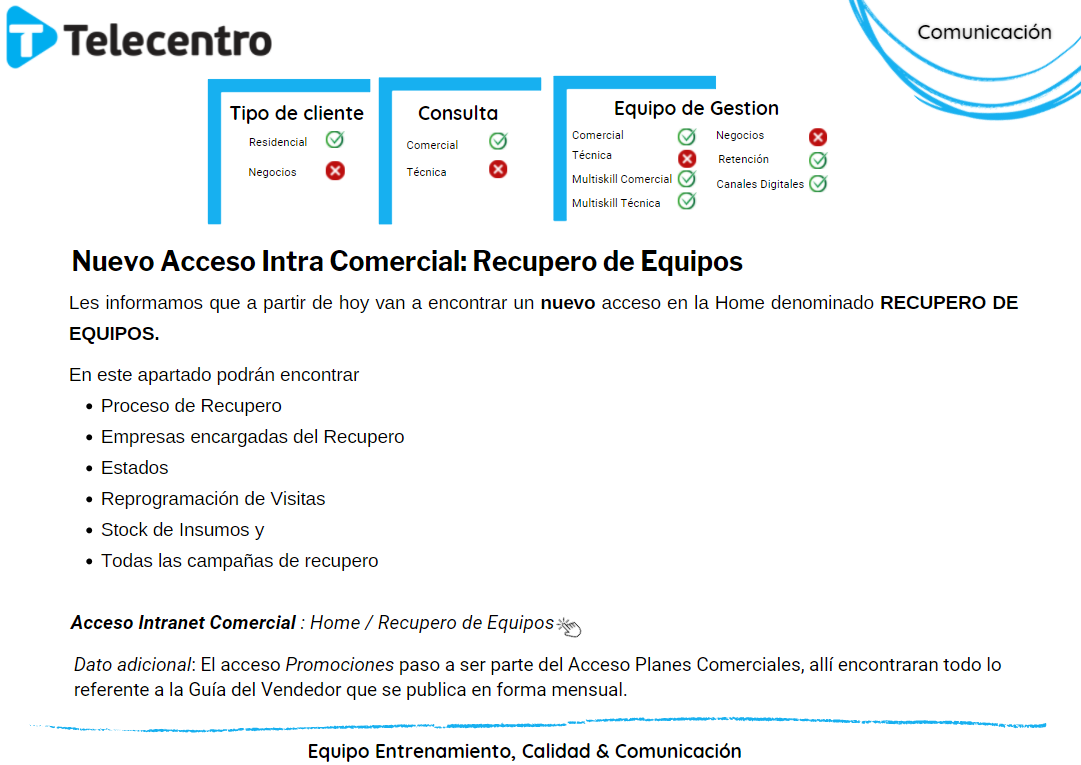 Telecentro
Comunicación
Tipo de cliente
Residencial
Negocios
Consulta
Comercial
Técnica
Equipo de Gestion
Comercial
Técnica
Multiskill Comercial
Multiskill Técnica
Negocios
Retención
Canales Digitales
Nuevo Acceso Intra Comercial: Recupero de Equipos
Les informamos que a partir de hoy van a encontrar un nuevo acceso en la Home denominado RECUPERO DE
EQUIPOS.
En este apartado podrán encontrar
• Proceso de Recupero
• Empresas encargadas del Recupero
• Estados
• Reprogramación de Visitas
• Stock de Insumos y
• Todas las campañas de recupero
Acceso Intranet Comercial : Home / Recupero de Equipos
Dato adicional: El acceso Promociones paso a ser parte del Acceso Planes Comerciales, allí encontraran todo lo
referente a la Guía del Vendedor que se publica en forma mensual.
Equipo Entrenamiento, Calidad & Comunicación